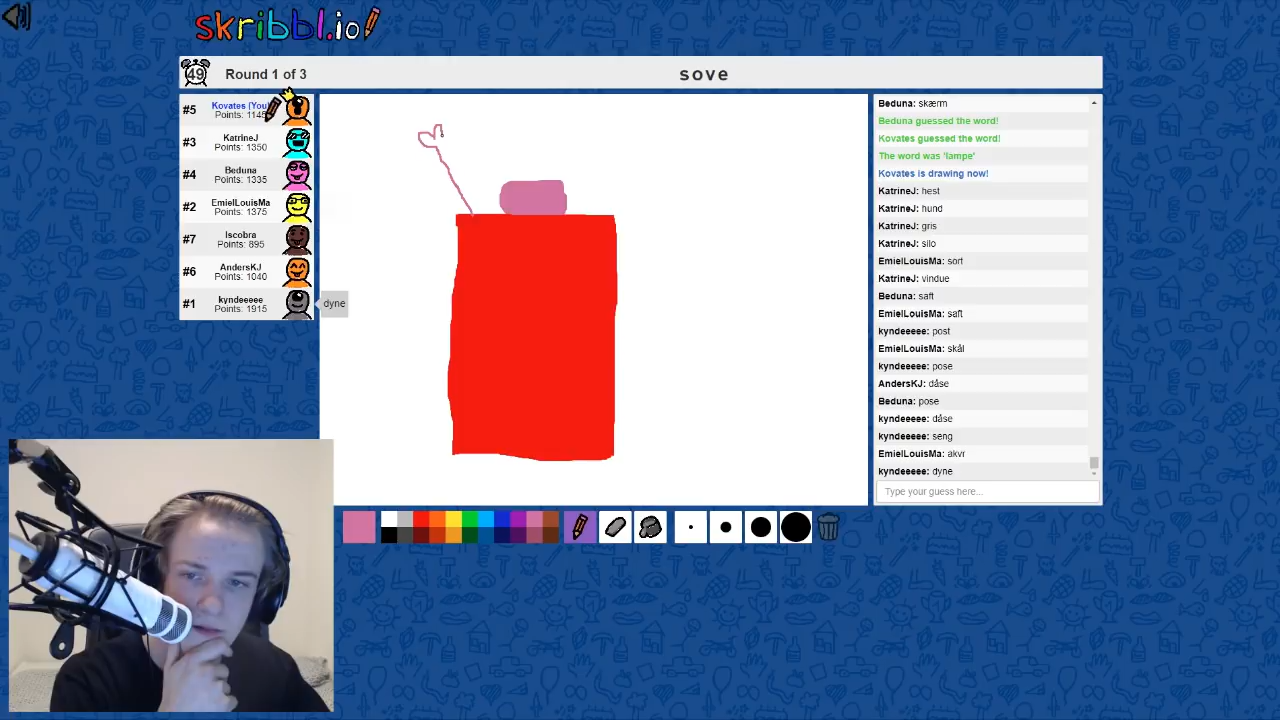 skribbl.io
49
Round 1 of 3
sove
#5
Kovates (You)
Points: 1145
#3
KatrineJ
Points: 1350
#4
Beduna
Points: 1335
#2
EmielLouisMa
Points: 1375
#7
Iscobra
Points: 895
#6
AndersKJ
Points: 1040
#1
kyndeeeee
Points: 1915
dyne
Beduna: skærm
Beduna guessed the word!
Kovates guessed the word!
The word was 'lampe'
Kovates is drawing now!
KatrineJ: hest
KatrineJ: hund
KatrineJ: gris
KatrineJ: silo
EmielLouisMa: sort
KatrineJ: vindue
Beduna: saft
EmielLouisMa: saft
kyndeeeee: post
EmielLouisMa: skål
kyndeeeee: pose
AndersKJ: dåse
Beduna: pose
kyndeeeee: dåse
kyndeeeee: seng
EmielLouisMa: akvr
kyndeeeee: dyne
Type your guess here...